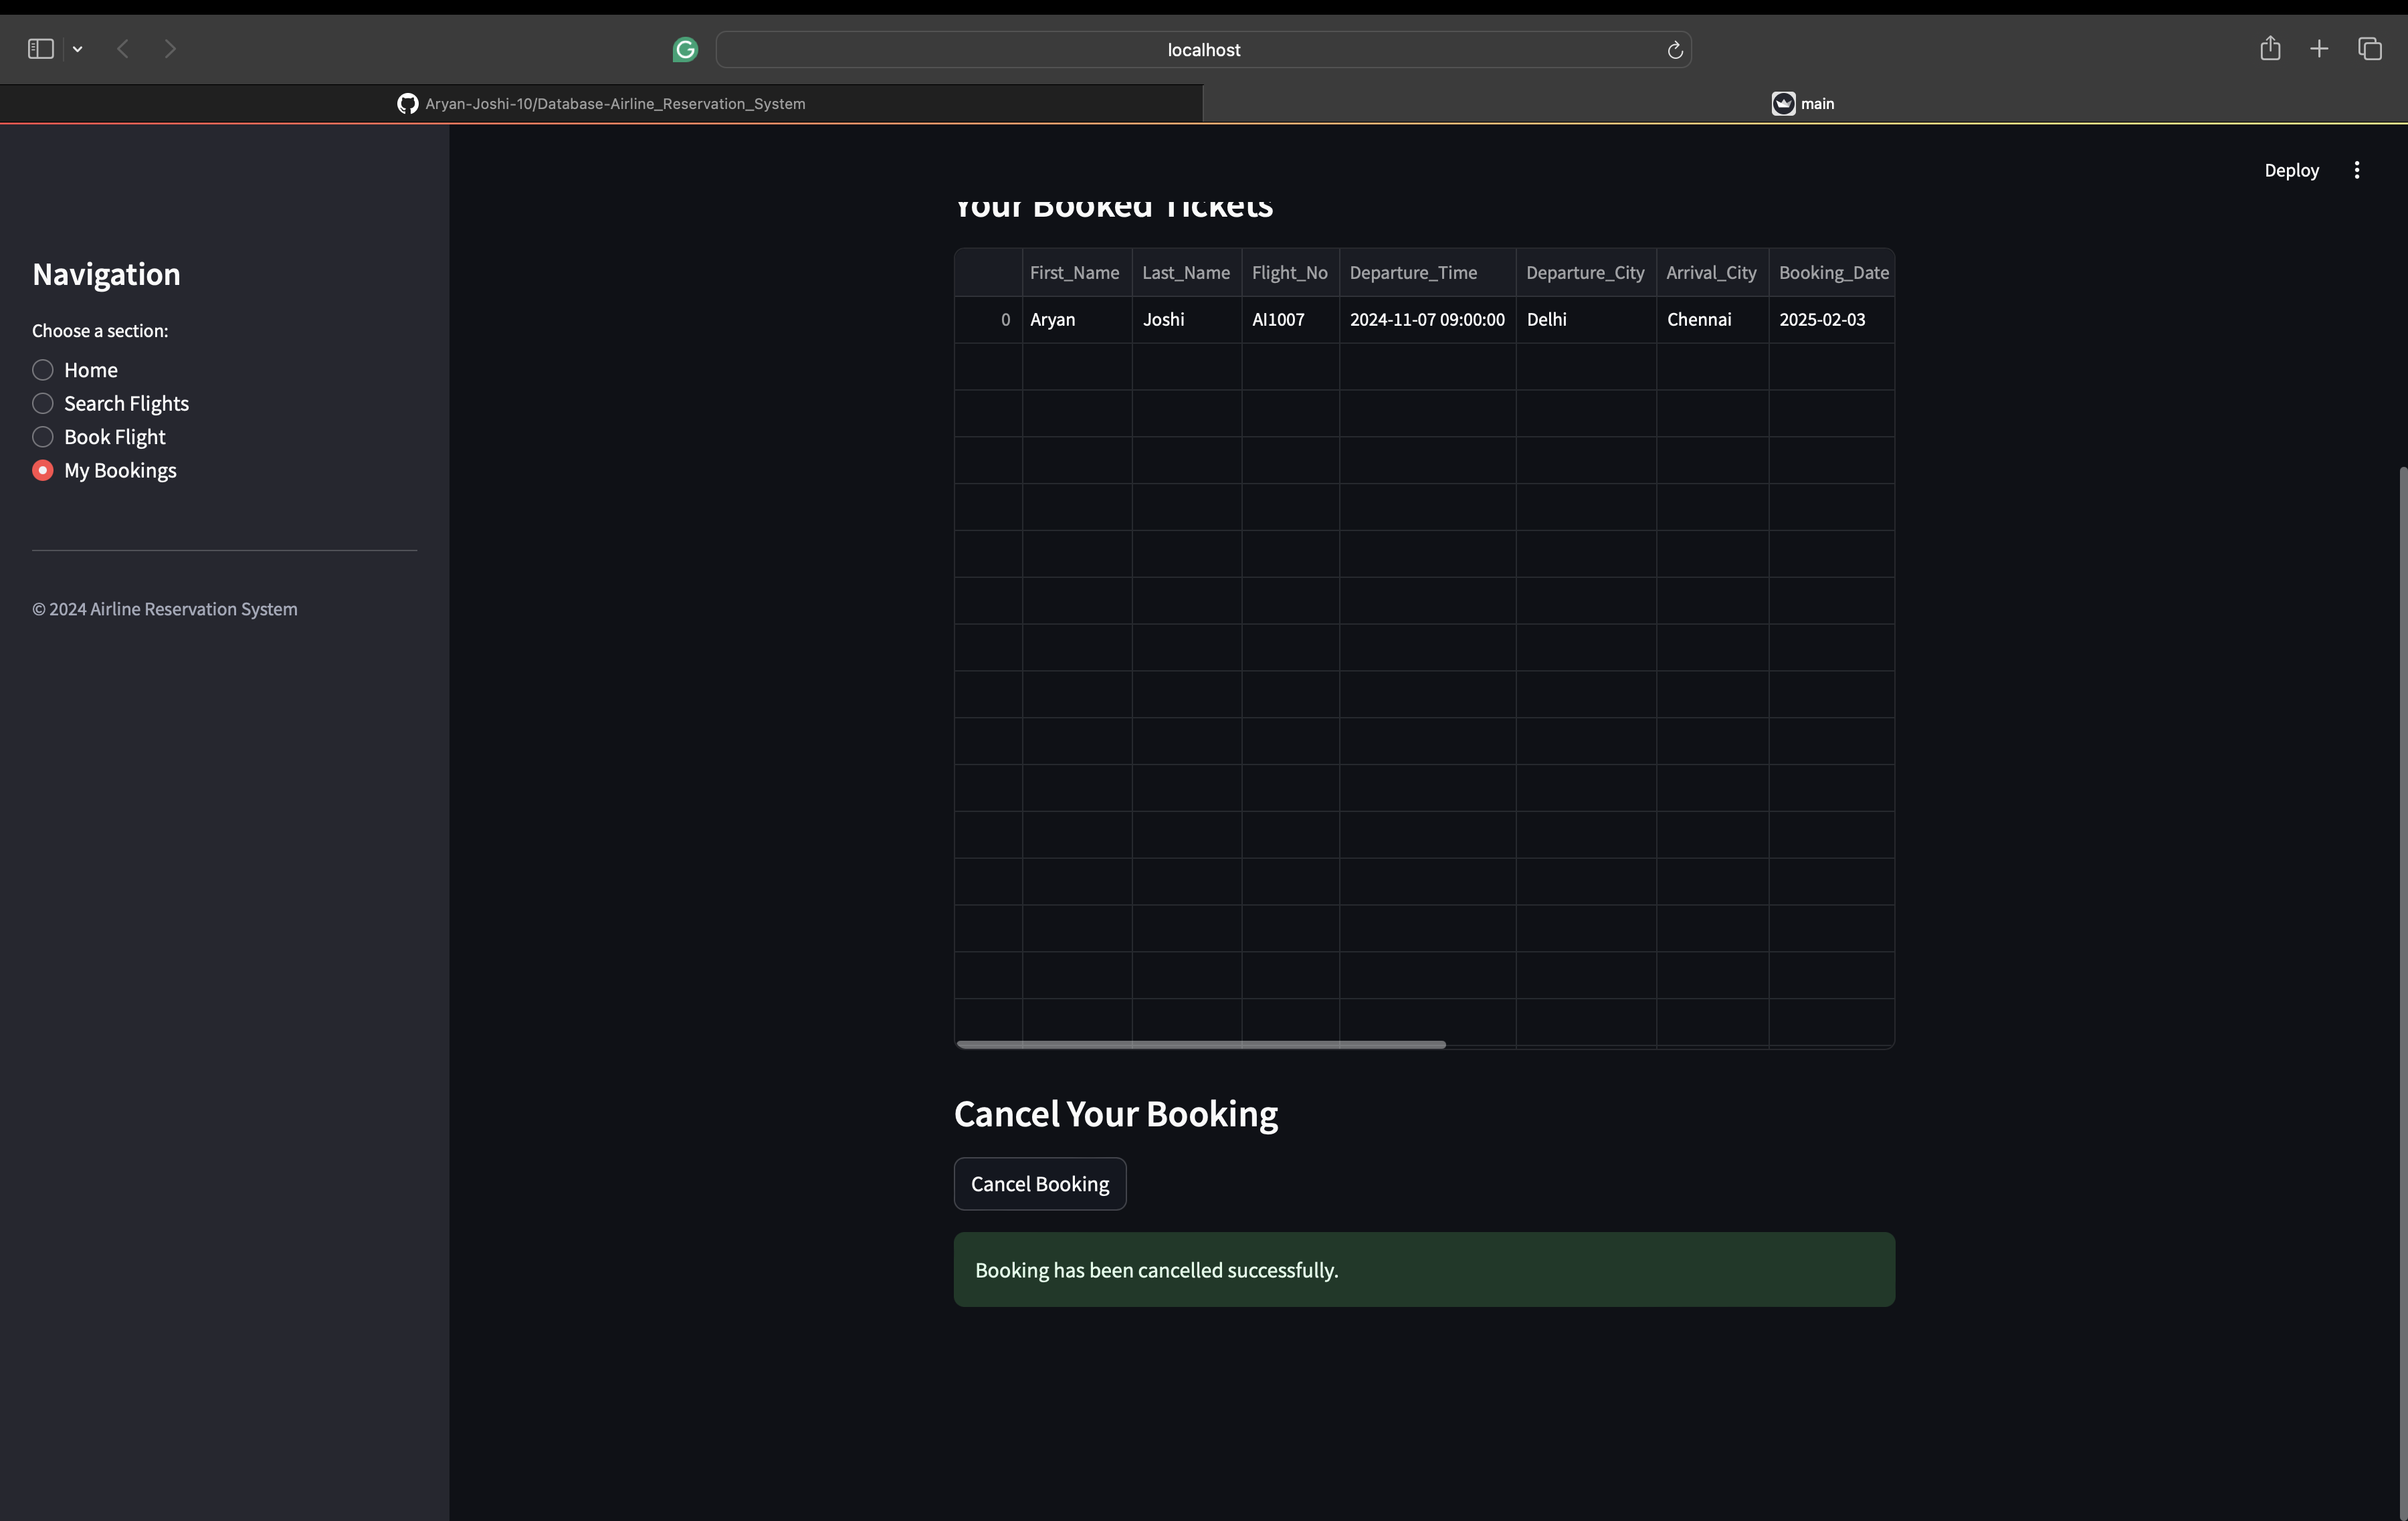 localhost
Aryan-Joshi-10/Database-Airline_Reservation_System
main
Deploy
Navigation
Choose a section:
Home
Search Flights
Book Flight
My Bookings
© 2024 Airline Reservation System
Your Booked Tickets
First_Name Last_Name Flight_No Departure_Time Departure_City Arrival_City Booking_Date
0 Aryan Joshi AI1007 2024-11-07 09:00:00 Delhi Chennai 2025-02-03
Cancel Your Booking
Cancel Booking
Booking has been cancelled successfully.